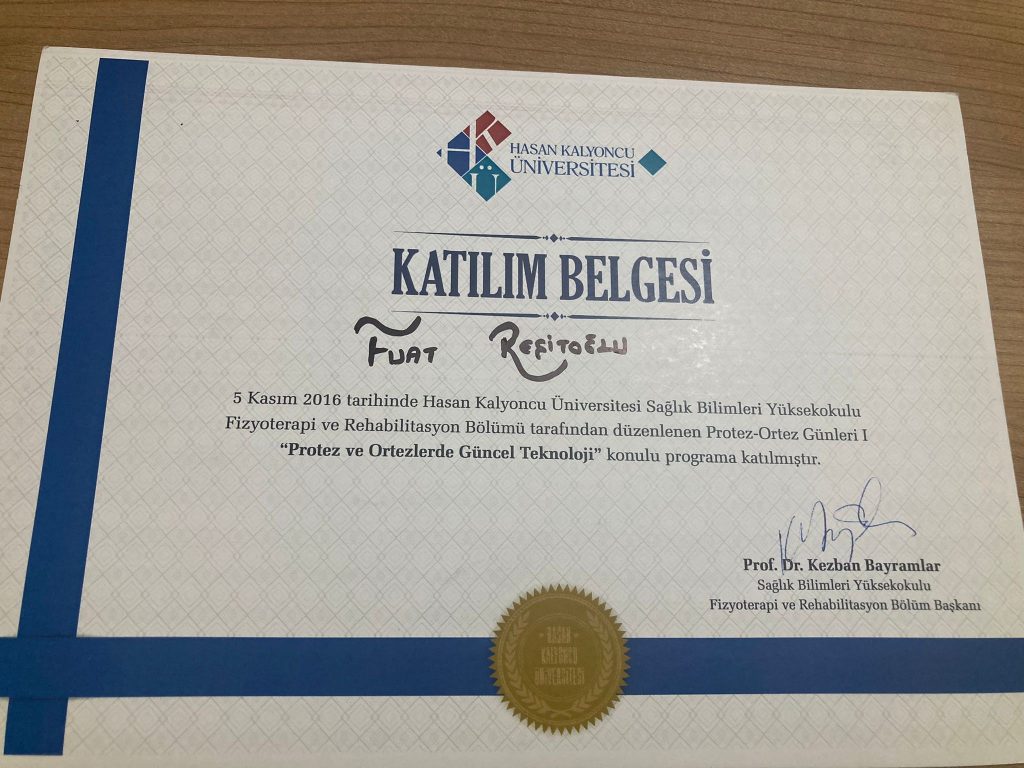 HASAN KALYONCU
ÜNİVERSİTESİ
KATILIM BELGESİ
FUAT REŞİTOĞLU
5 Kasım 2016 tarihinde Hasan Kalyoncu Üniversitesi Sağlık Bilimleri Yüksekokulu
Fizyoterapi ve Rehabilitasyon Bölümü tarafından düzenlenen Protez-Ortez Günleri I
“Protez ve Ortezlerde Güncel Teknoloji” konulu programa katılmıştır.
Prof. Dr. Kezban Bayramlar
Sağlık Bilimleri Yüksekokulu
Fizyoterapi ve Rehabilitasyon Bölüm Başkanı
HASAN
KALYONCU
ÜNİVERSİTESİ